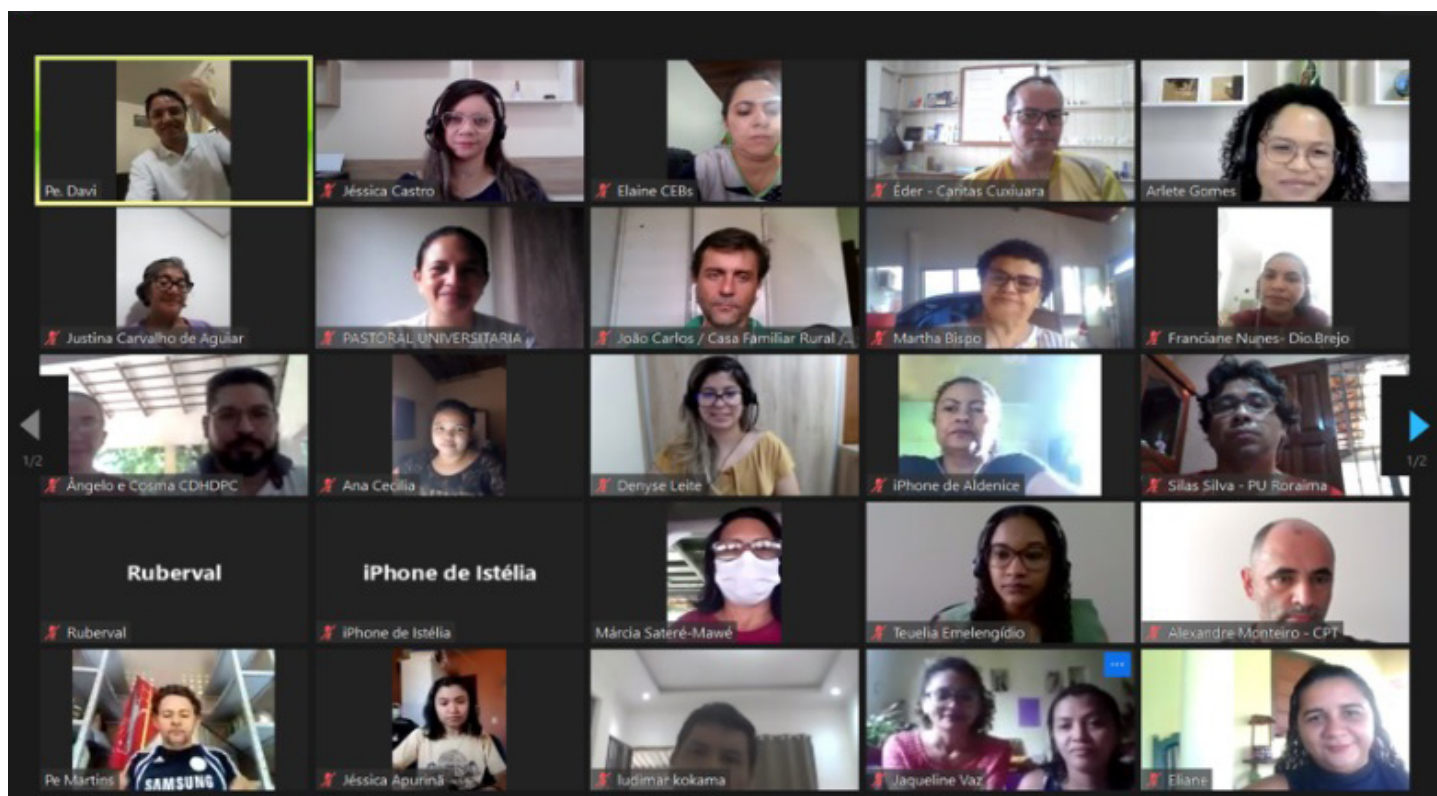 Pe. Davi
Jéssica Castro
Elaine CEBs
Éder - Caritas Cuxiuara
Arlete Gomes
Justina Carvalho de Aguiar
PASTORAL UNIVERSITARIA
João Carlos / Casa Familiar Rural /...
Martha Bispo
Franciane Nunes- Dio.Brejo
1/2
1/2
Ângelo e Cosma CDHDPC
Ana Cecília
Denyse Leite
iPhone de Aldenice
Silas Silva - PU Roraima
Ruberval
iPhone de Istélia
Ruberval
iPhone de Istélia
Márcia Sateré-Mawé
Teuelia Emelengídio
Alexandre Monteiro - CPT
SAMSUNG
Pe Martins
Jéssica Apurinã
ludimar kokama
Jaqueline Vaz
Eliane